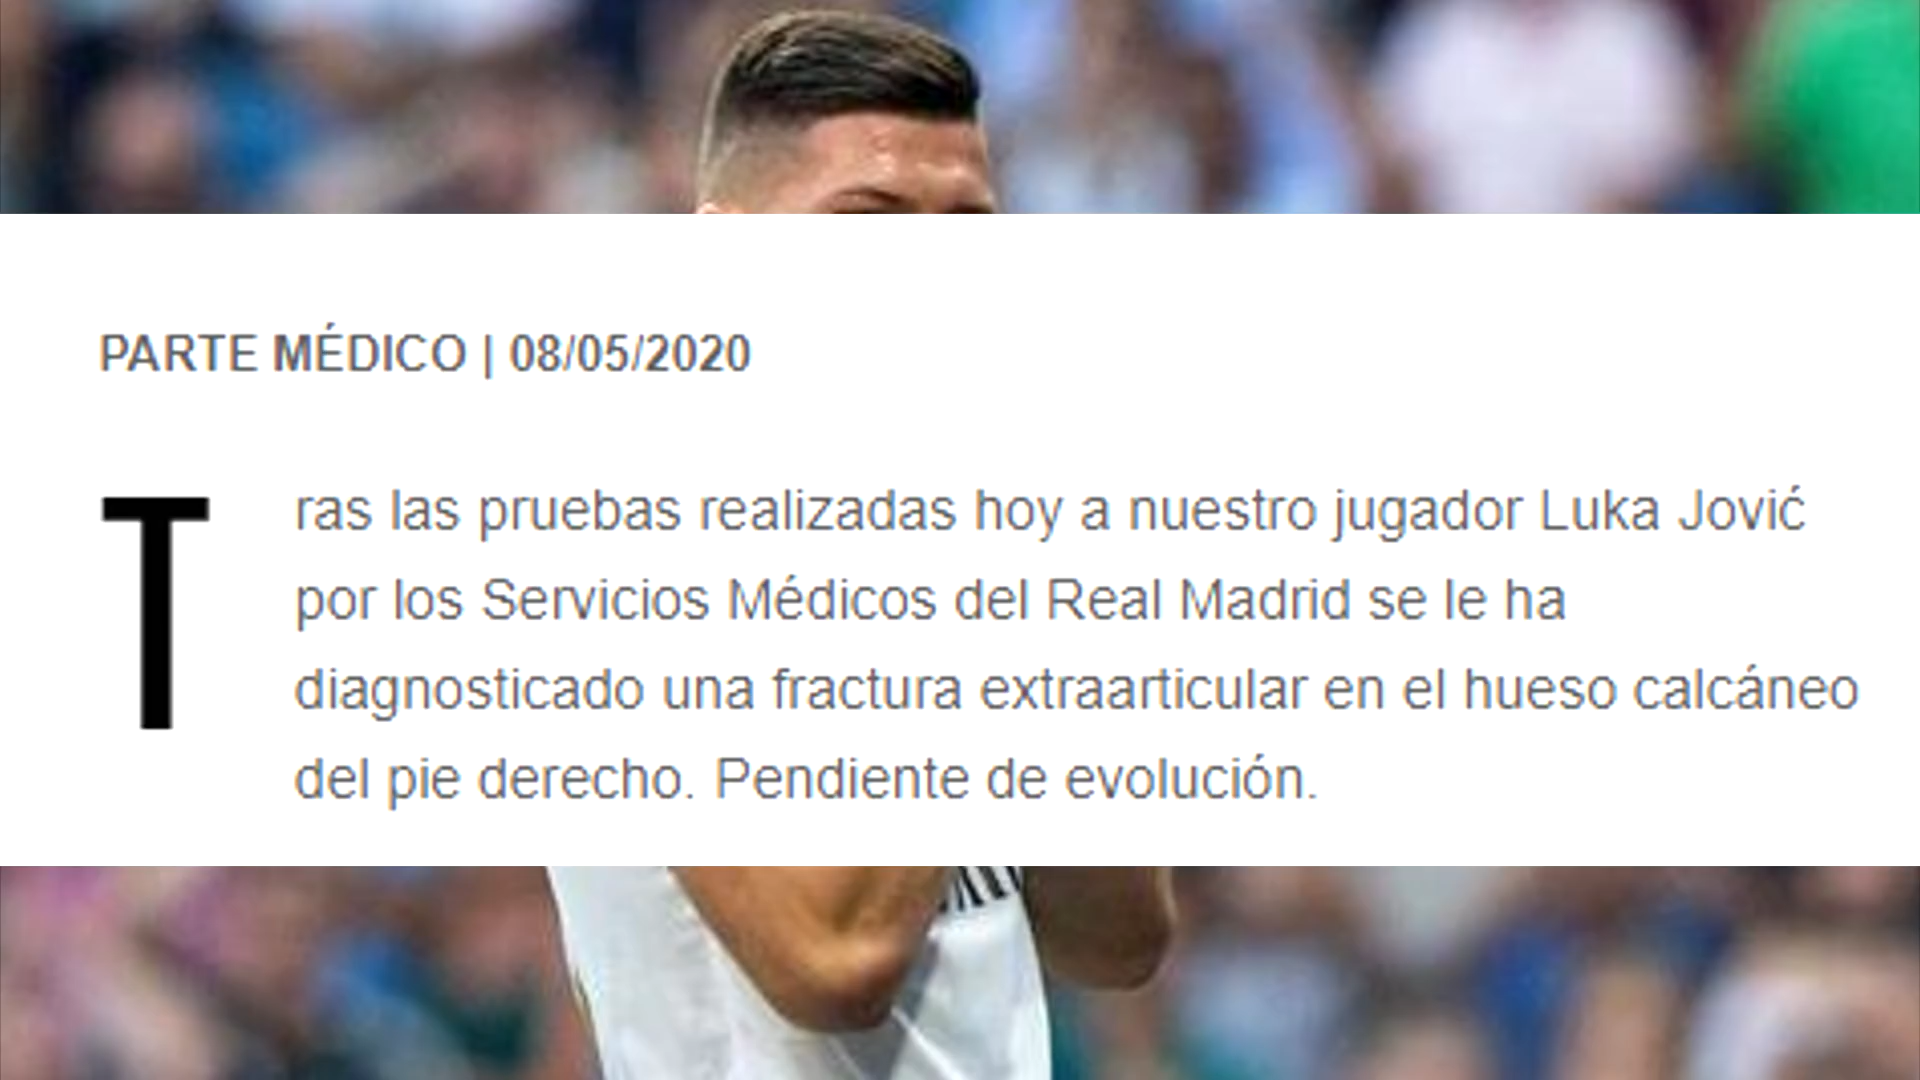 PARTE MÉDICO | 08/05/2020
Tras las pruebas realizadas hoy a nuestro jugador Luka Jović
por los Servicios Médicos del Real Madrid se le ha
diagnosticado una fractura extraarticular en el hueso calcáneo
del pie derecho. Pendiente de evolución.